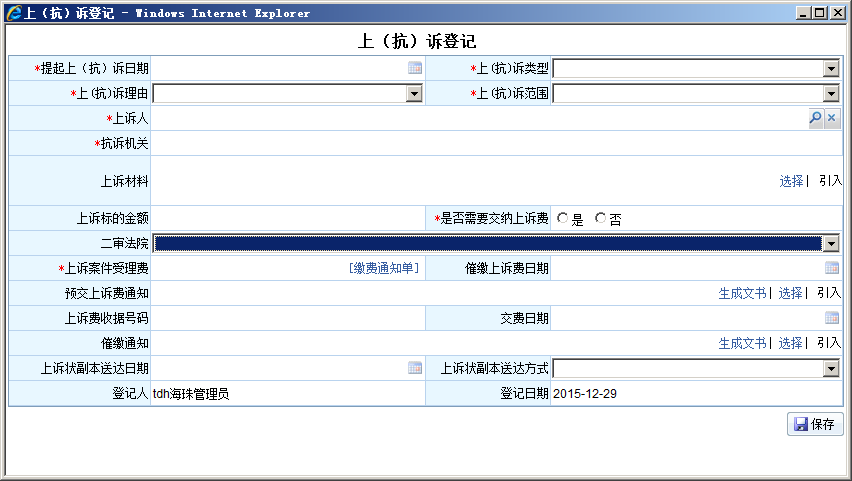 上（抗）诉登记 - Windows Internet Explorer
上（抗）诉登记
*提起上（抗）诉日期 *上(抗)诉类型
*上(抗)诉理由 *上(抗)诉范围
*上诉人
*抗诉机关
上诉材料 选择| 引入
上诉标的金额 *是否需要交纳上诉费 是 否
二审法院
*上诉案件受理费 [缴费通知单] 催缴上诉费日期
预交上诉费通知 生成文书| 选择| 引入
上诉费收据号码 交费日期
催缴通知 生成文书| 选择| 引入
上诉状副本送达日期 上诉状副本送达方式
登记人 tdh海珠管理员 登记日期 2015-12-29
保存